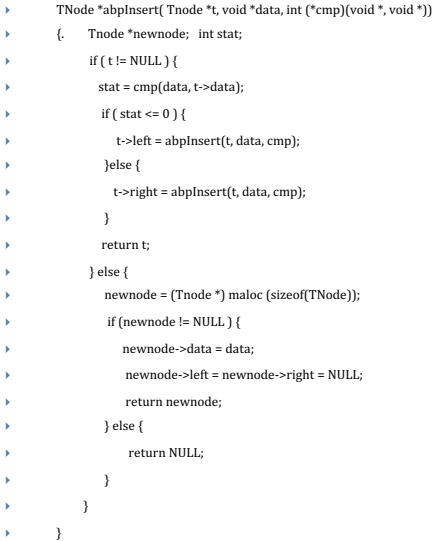 TNode *abpInsert( Tnode *t, void *data, int (*cmp)(void *, void *))
{. Tnode *newnode; int stat;
if ( t != NULL ) {
stat = cmp(data, t->data);
if ( stat <= 0 ) {
t->left = abpInsert(t, data, cmp);
}else {
t->right = abpInsert(t, data, cmp);
}
return t;
} else {
newnode = (Tnode *) maloc (sizeof(TNode));
if (newnode != NULL ) {
newnode->data = data;
newnode->left = newnode->right = NULL;
return newnode;
} else {
return NULL;
}
}
}